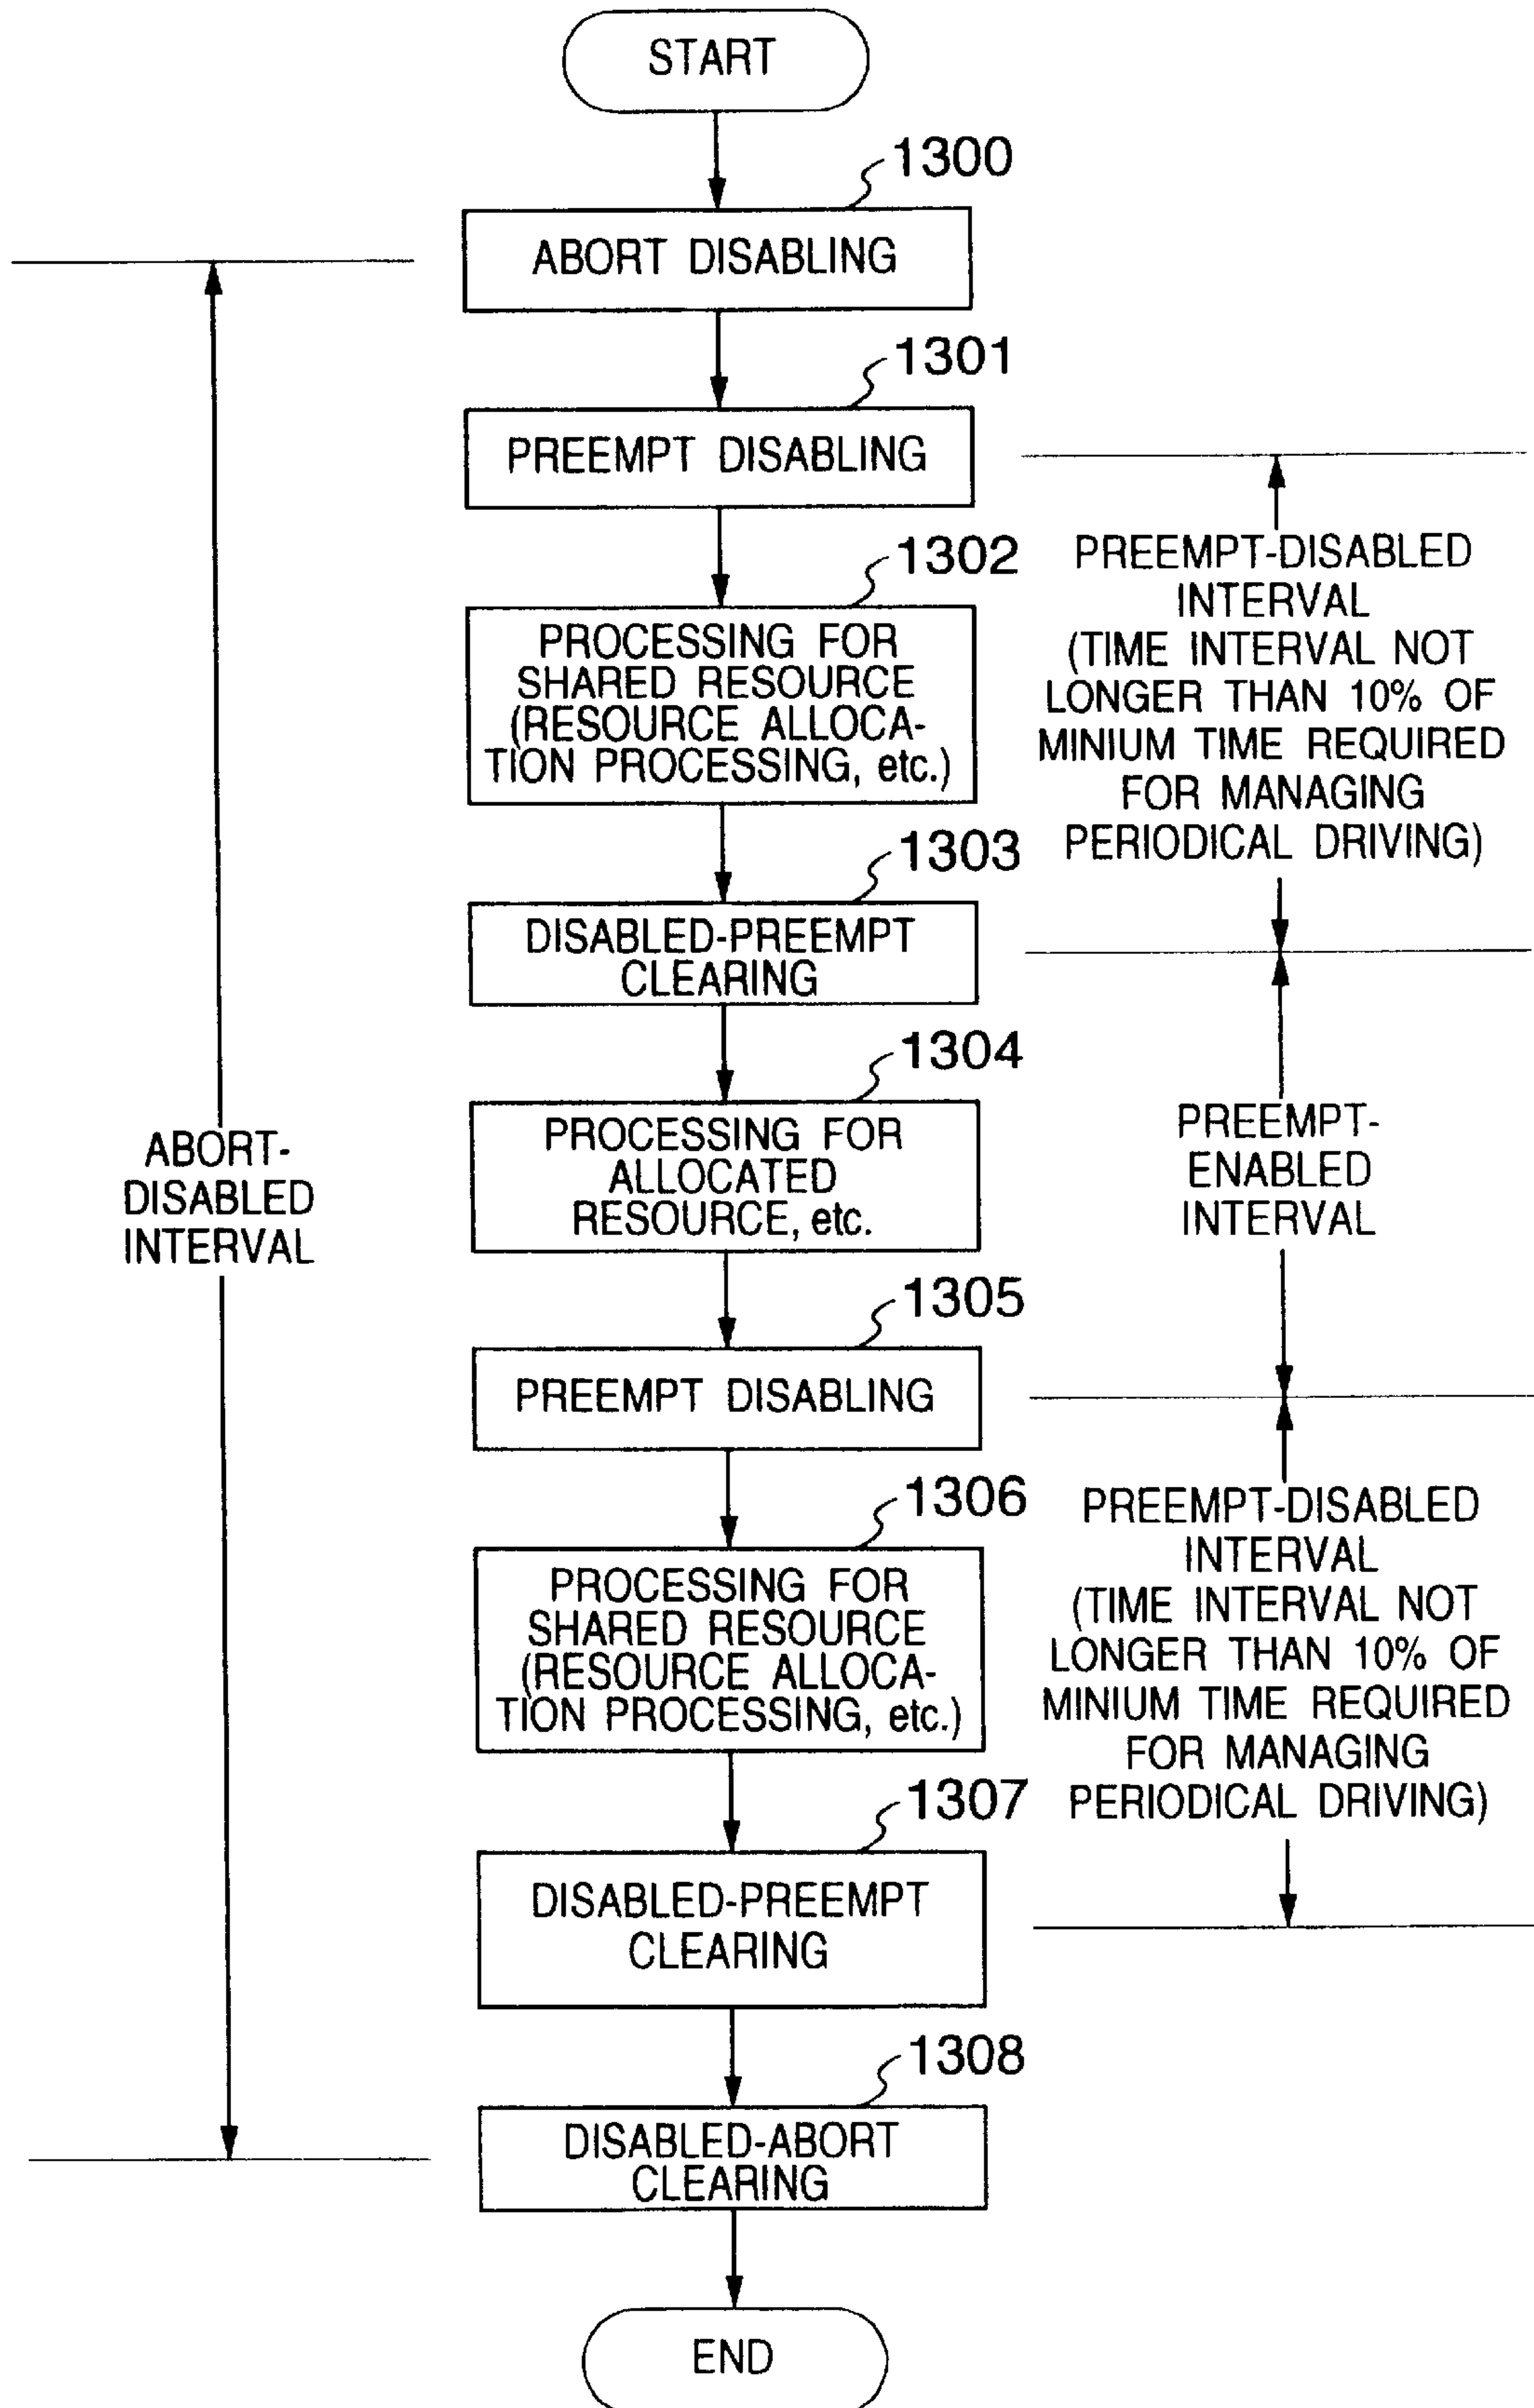 START
1300
ABORT DISABLING
1301
PREEMPT DISABLING
1302
PROCESSING FOR
SHARED RESOURCE
(RESOURCE ALLOCA-
TION PROCESSING, etc.)
PREEMPT-DISABLED
INTERVAL
(TIME INTERVAL NOT
LONGER THAN 10% OF
MINIUM TIME REQUIRED
FOR MANAGING
PERIODICAL DRIVING)
1303
DISABLED-PREEMPT
CLEARING
1304
PROCESSING FOR
ALLOCATED
RESOURCE, etc.
ABORT-
DISABLED
INTERVAL
PREEMPT-
ENABLED
INTERVAL
1305
PREEMPT DISABLING
1306
PROCESSING FOR
SHARED RESOURCE
(RESOURCE ALLOCA-
TION PROCESSING, etc.)
PREEMPT-DISABLED
INTERVAL
(TIME INTERVAL NOT
LONGER THAN 10% OF
MINIUM TIME REQUIRED
FOR MANAGING
PERIODICAL DRIVING)
1307
DISABLED-PREEMPT
CLEARING
1308
DISABLED-ABORT
CLEARING
END